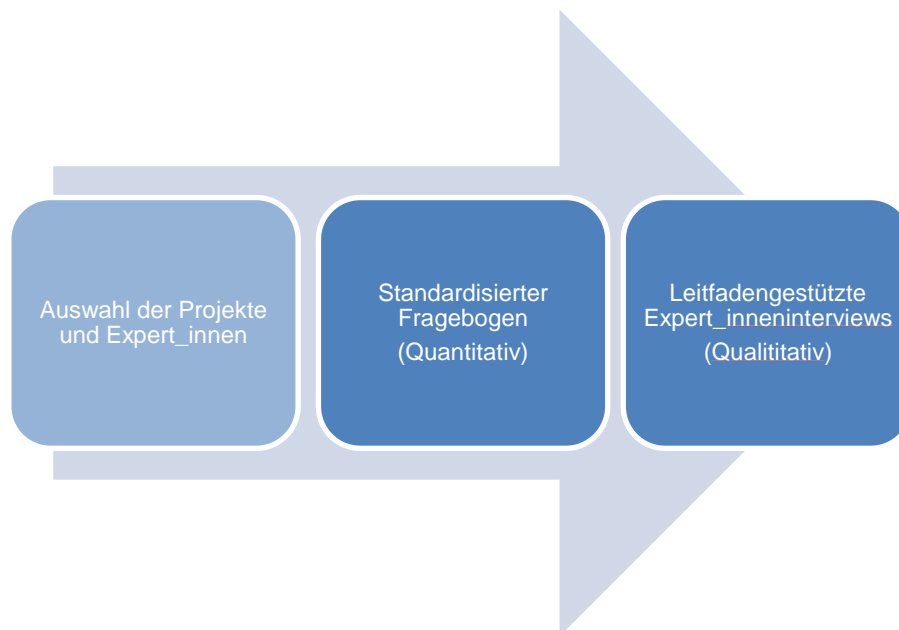 Auswahl der Projekte
und Expert_innen
Standardisierter
Fragebogen
(Quantitativ)
Leitfadengestützte
Expert_inneninterviews
(Qualititativ)